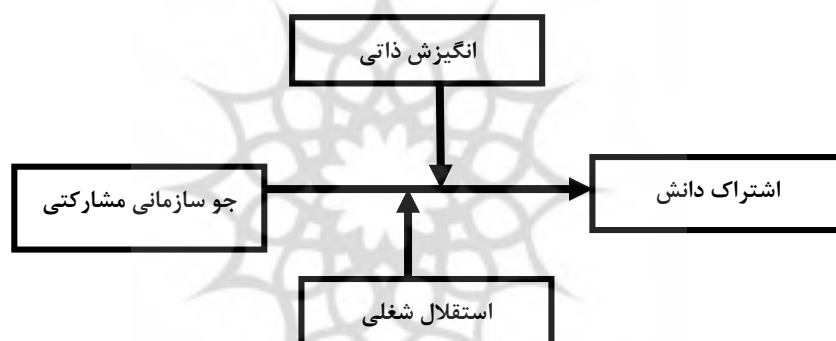 انگیزش ذاتی
جو سازمانی مشارکتی
اشتراک دانش
استقلال شغلی